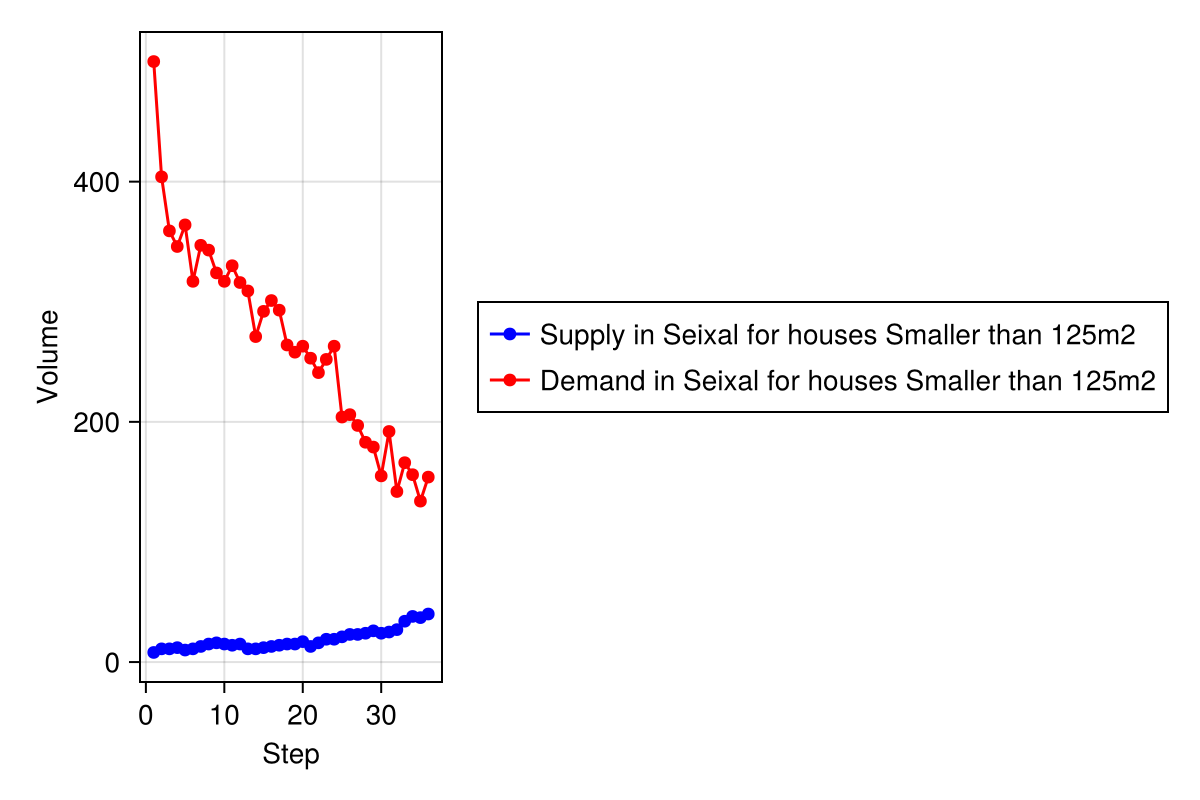 Volume
400
200
0
0 10 20 30
Step
Supply in Seixal for houses Smaller than 125m2
Demand in Seixal for houses Smaller than 125m2